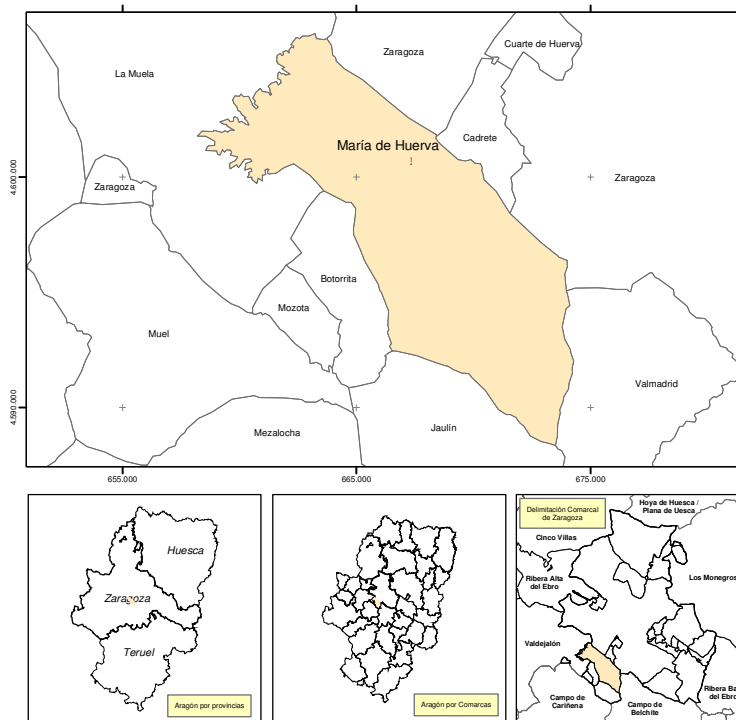 Zaragoza
Cuarte de Huerva
La Muela
Cadrete
María de Huerva
Zaragoza
Zaragoza
4.600.000
Botorrita
Mozota
Muel
Valmadrid
4.590.000
Jaulín
Mezalocha
655.000
665.000
675.000
Huesca
Zaragoza
Teruel
Aragón por provincias
Aragón por Comarcas
Delimitación Comarcal
de Zaragoza
Hoya de Huesca /
Plana de Uesca
Cinco Villas
Ribera Alta
del Ebro
Los Monegros
Valdejalón
Ribera Ba
del Ebro
Campo de
Cariñena
Campo de
Belchite